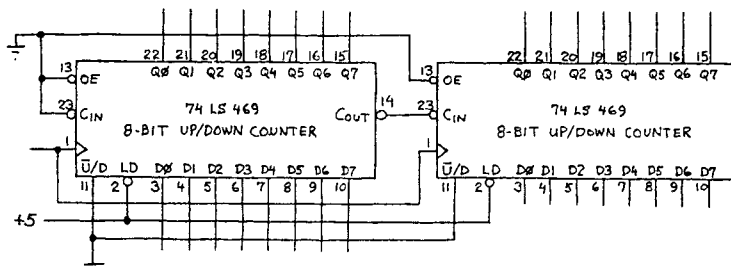 22 21 20 19 18 17 16 15
Q0 Q1 Q2 Q3 Q4 Q5 Q6 Q7
13 OE
74 LS 469
23 CIN
COUT 14
8-BIT UP/DOWN COUNTER
1
U̅/D LD D0 D1 D2 D3 D4 D5 D6 D7
11 2 3 4 5 6 7 8 9 10
22 21 20 19 18 17 16 15
Q0 Q1 Q2 Q3 Q4 Q5 Q6 Q7
13 OE
74 LS 469
23 CIN
8-BIT UP/DOWN COUNTER
1
U̅/D LD D0 D1 D2 D3 D4 D5 D6 D7
11 2 3 4 5 6 7 8 9 10
+5